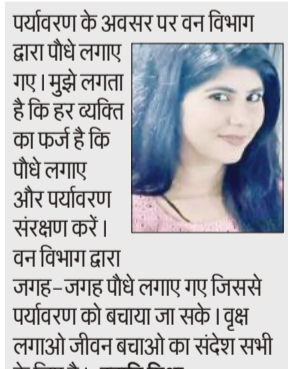 पर्यावरण के अवसर पर वन विभाग
द्वारा पौधे लगाए
गए। मुझे लगता
है कि हर व्यक्ति
का फर्ज है कि
पौधे लगाए
और पर्यावरण
संरक्षण करें।
वन विभाग द्वारा
जगह-जगह पौधे लगाए गए जिससे
पर्यावरण को बचाया जा सके। वृक्ष
लगाओ जीवन बचाओ का संदेश सभी